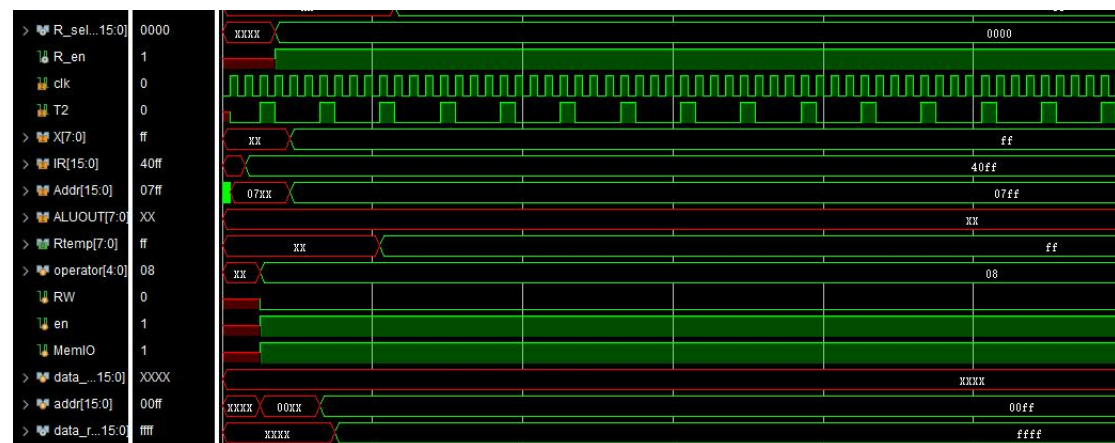 R_sel...15:0] 0000 XXXX 0000
R_en 1
clk 0
T2 0
X[7:0] ff XX ff
IR[15:0] 40ff 40ff
Addr[15:0] 07ff 07XX 07ff
ALUOUT[7:0] XX XX
Rtemp[7:0] ff XX ff
operator[4:0] 08 XX 08
RW 0
en 1
MemIO 1
data_...15:0] XXXX XXXX
addr[15:0] 00ff XXXX 00XX 00ff
data_r...15:0] ffff XXXX ffff